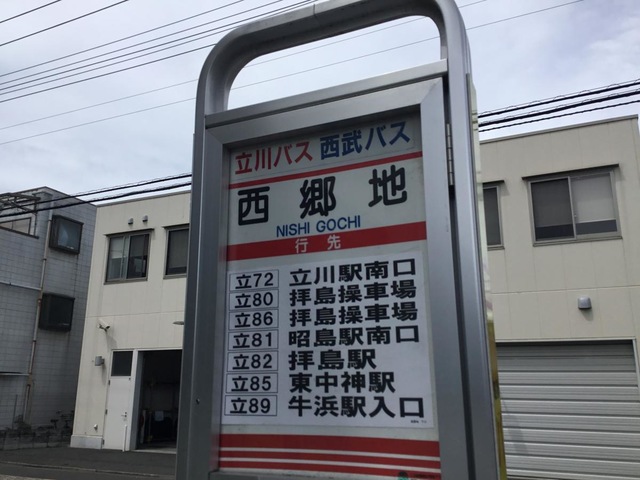 立川バス 西武バス
西郷地
NISHI GOCHI
行先
立72 立川駅南口
立80 拝島操車場
立86 拝島操車場
立81 昭島駅南口
立82 拝島駅
立85 東中神駅
立89 牛浜駅入口